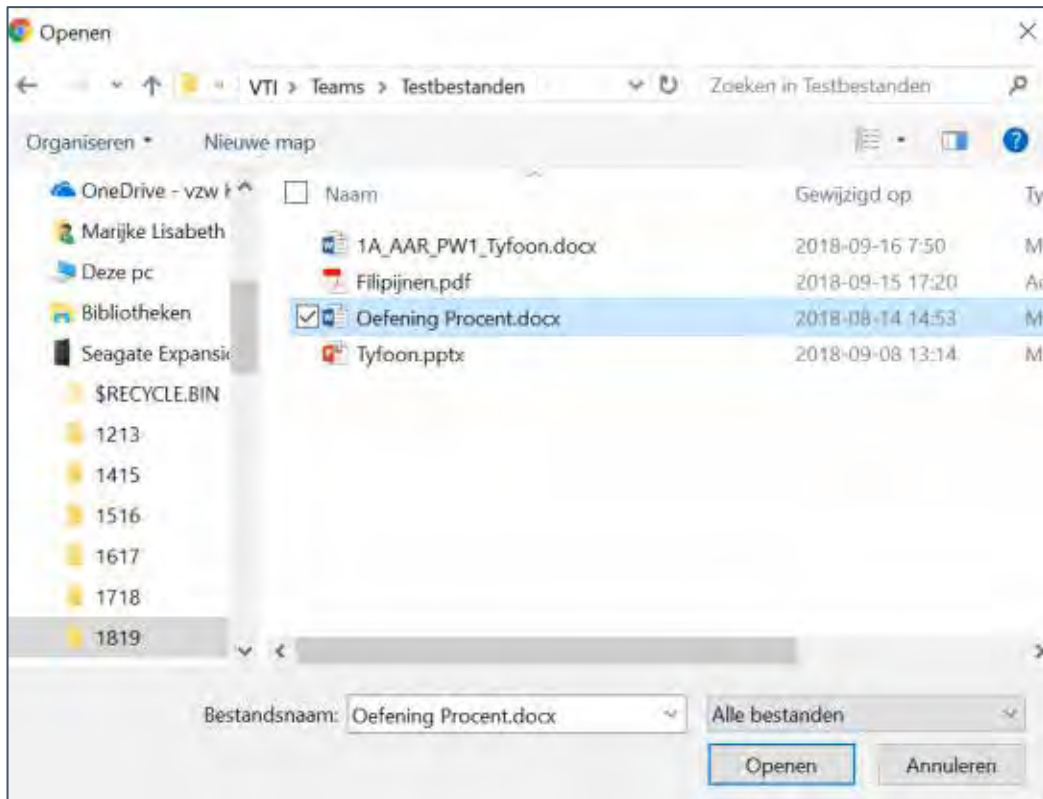 Openen
VTI > Teams > Testbestanden
Zoeken in Testbestanden
Organiseren
Nieuwe map
OneDrive - vzw
Marijke Lisabeth
Deze pc
Bibliotheken
Seagate Expansi
$RECYCLE.BIN
1213
1415
1516
1617
1718
1819
Naam Gewijzigd op Ty
1A_AAR_PW1_Tyfoon.docx 2018-09-16 7:50 M
Filipijnen.pdf 2018-09-15 17:20 A
Oefening Procent.docx 2018-08-14 14:53 M
Tyfoon.pptx 2018-09-08 13:14 M
Bestandsnaam: Oefening Procent.docx
Alle bestanden
Openen
Annuleren